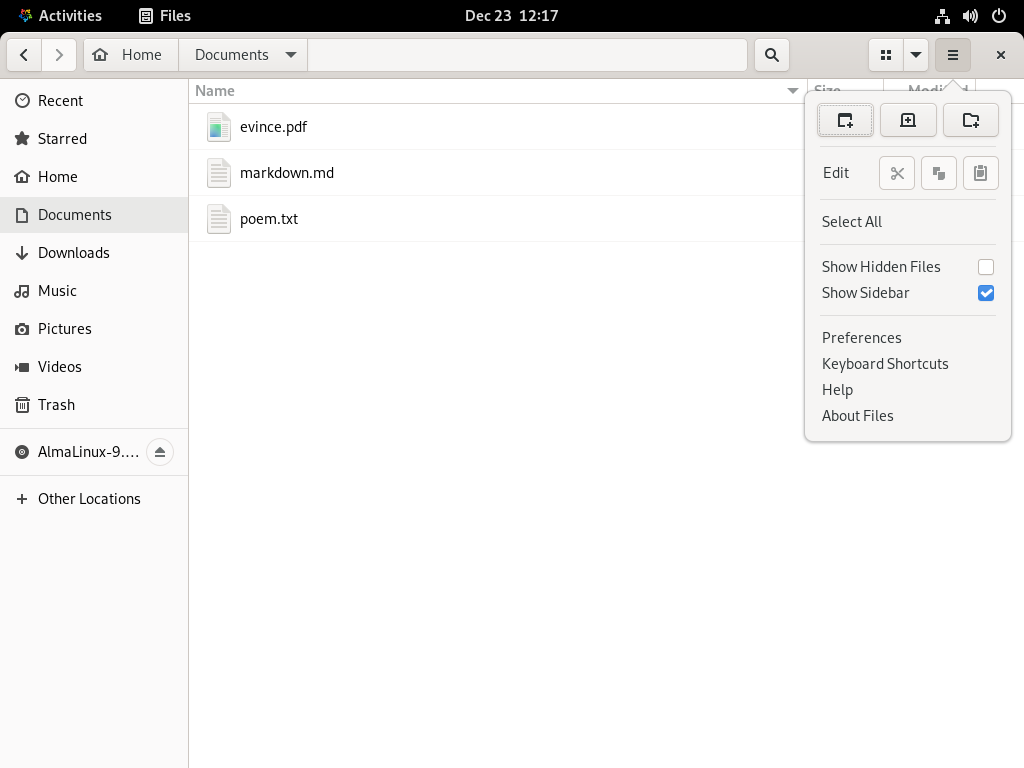 Activities Files Dec 23 12:17
Home Documents
Recent
Starred
Home
Documents
Downloads
Music
Pictures
Videos
Trash
AlmaLinux-9.…
Other Locations
Name Size
evince.pdf
markdown.md
poem.txt
Edit
Select All
Show Hidden Files
Show Sidebar
Preferences
Keyboard Shortcuts
Help
About Files